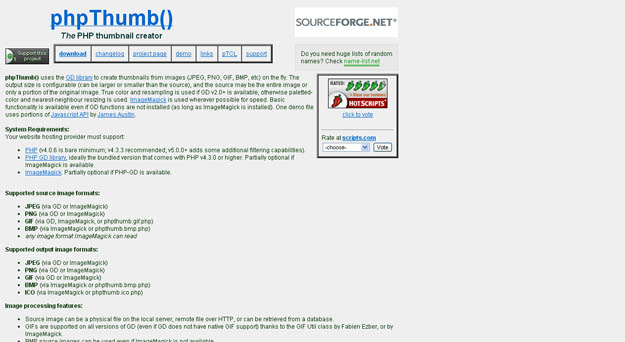 phpThumb()
The PHP thumbnail creator
SOURCEFORGE.NET®
Support this project
download changelog project page demo links pTCL support
Do you need huge lists of random names? Check name-list.net
phpThumb() uses the GD library to create thumbnails from images (JPEG, PNG, GIF, BMP, etc) on the fly. The
output size is configurable (can be larger or smaller than the source), and the source may be the entire image or
only a portion of the original image. True color and resampling is used if GD v2.0+ is available, otherwise paletted-
color and nearest-neighbour resizing is used. ImageMagick is used wherever possible for speed. Basic
functionality is available even if GD functions are not installed (as long as ImageMagick is installed). One demo file
uses portions of Javascript API by James Austin.
RATED:
HOTSCRIPTS
click to vote
Rate at scripts.com
-choose- Vote
System Requirements:
Your website hosting provider must support:
PHP (v4.0.6 is bare minimum; v4.3.3 recommended; v5.0.0+ adds some additional filtering capabilities).
PHP GD library, ideally the bundled version that comes with PHP v4.3.0 or higher. Partially optional if
ImageMagick is available.
ImageMagick. Partially optional if PHP-GD is available.
Supported source image formats:
JPEG (via GD or ImageMagick)
PNG (via GD or ImageMagick)
GIF (via GD, ImageMagick, or phpthumb.gif.php)
BMP (via ImageMagick or phpthumb.bmp.php)
any image format ImageMagick can read
Supported output image formats:
JPEG (via GD or ImageMagick)
PNG (via GD or ImageMagick)
GIF (via GD or ImageMagick)
BMP (via ImageMagick or phpthumb.bmp.php)
ICO (via ImageMagick or phpthumb.ico.php)
Image processing features:
Source image can be a physical file on the local server, remote file over HTTP, or can be retrieved from a database.
GIFs are supported on all versions of GD (even if GD does not have native GIF support) thanks to the GIF Util class by Fabien Ezber, or by
ImageMagick.
BMP source images can be used even if ImageMagick is not available.